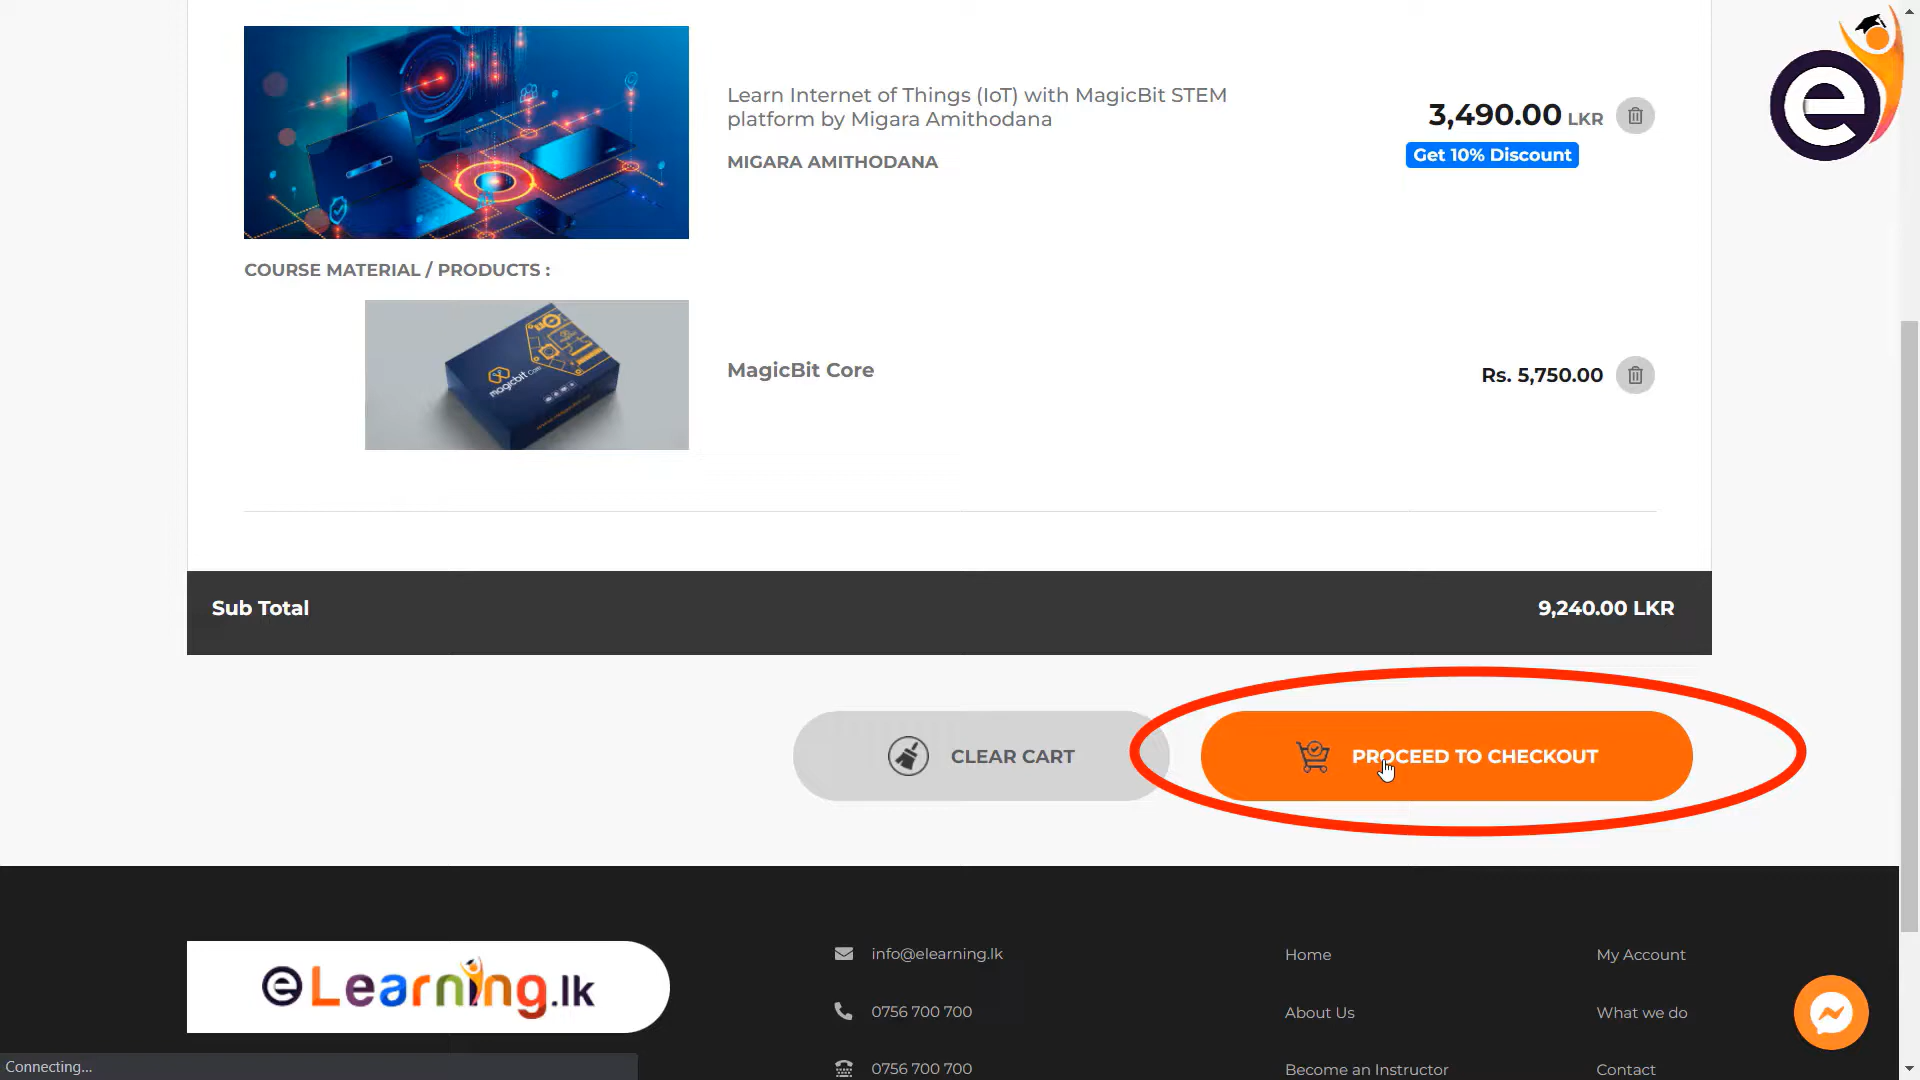 Learn Internet of Things (IoT) with MagicBit STEM
platform by Migara Amithodana
MIGARA AMITHODANA
3,490.00 LKR
Get 10% Discount
e
COURSE MATERIAL / PRODUCTS :
magicbit Core
MagicBit Core
Rs. 5,750.00
Sub Total
9,240.00 LKR
CLEAR CART
PROCEED TO CHECKOUT
eLearning.lk
info@elearning.lk
0756 700 700
0756 700 700
Home
About Us
Become an Instructor
My Account
What we do
Contact
Connecting...